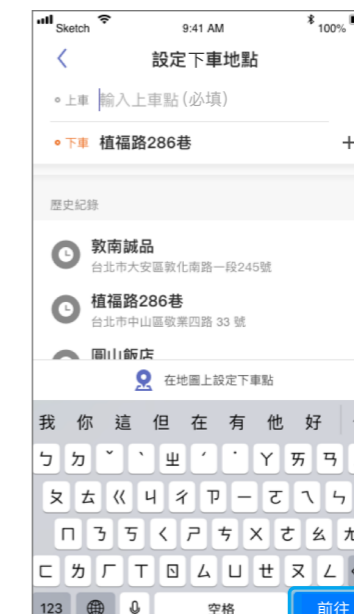 Sketch 9:41 AM 100%
設定下車地點
上車 輸入上車點(必填)
下車 植福路286巷 +
歷史紀錄
敦南誠品
台北市大安區敦化南路一段245號
植福路286巷
台北市中山區敬業四路 33 號
圓山飯店
在地圖上設定下車點
我 你 這 但 在 有 他 好
ㄅ ㄉ ˇ ˋ ㄓ ˊ ˙ ㄚ ㄞ ㄢ
ㄆ ㄊ ㄍ ㄐ ㄔ ㄗ ㄧ ㄛ ㄟ ㄣ
ㄇ ㄋ ㄎ ㄑ ㄕ ㄘ ㄨ ㄜ ㄠ ㄤ
ㄈ ㄌ ㄏ ㄒ ㄖ ㄙ ㄩ ㄝ ㄡ ㄥ
123 空格 前往